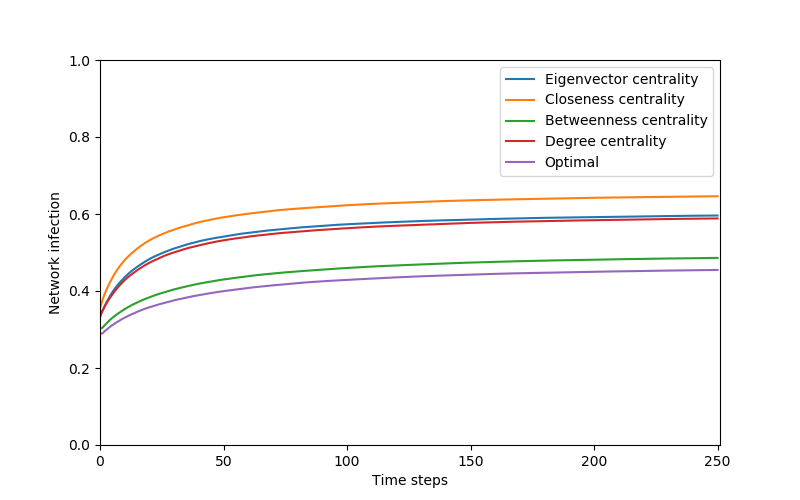 1.0
0.8
0.6
0.4
0.2
0.0
Network infection
Eigenvector centrality
Closeness centrality
Betweenness centrality
Degree centrality
Optimal
0 50 100 150 200 250
Time steps